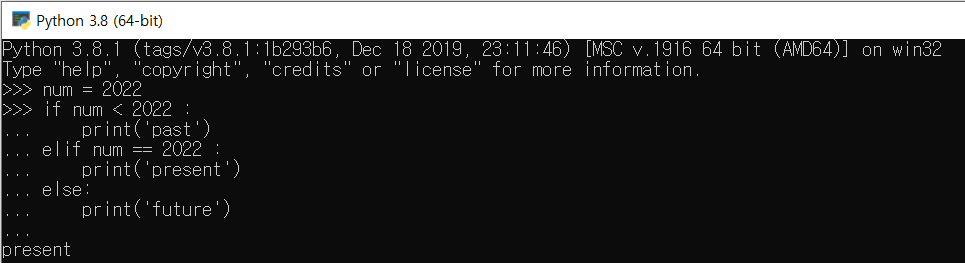 Python 3.8 (64-bit)
Python 3.8.1 (tags/v3.8.1:1b293b6, Dec 18 2019, 23:11:46) [MSC v.1916 64 bit (AMD64)] on win32
Type "help", "copyright", "credits" or "license" for more information.
>>> num = 2022
>>> if num < 2022 :
...     print('past')
... elif num == 2022 :
...     print('present')
... else:
...     print('future')
...
present